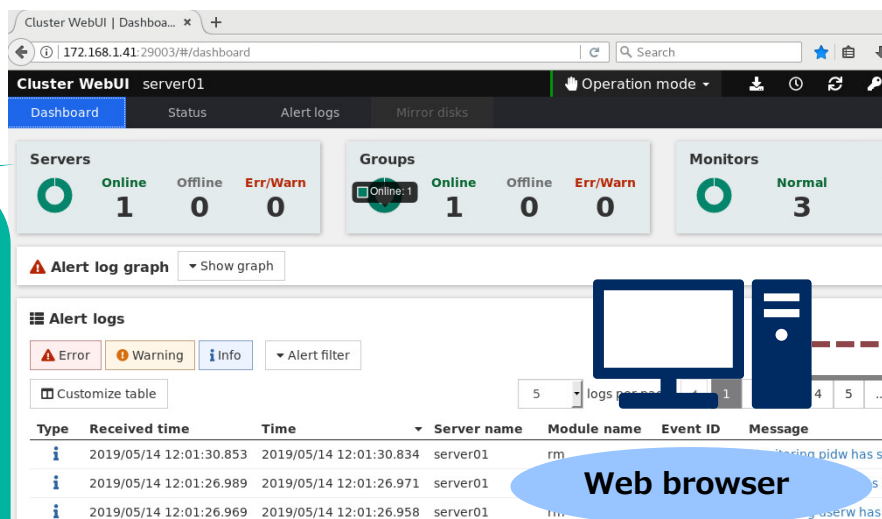 Cluster WebUI | Dashboa... × +
172.168.1.41:29003/#/dashboard Search
Cluster WebUI server01 Operation mode
Dashboard Status Alert logs Mirror disks
Servers Groups Monitors
Online Offline Err/Warn Online: 1 Online Offline Err/Warn Normal
1 0 0 1 0 0 3
Alert log graph Show graph
Alert logs
Error Warning Info Alert filter
Customize table 5 logs per 1 4 5 ..
Type Received time Time Server name Module name Event ID Message
i 2019/05/14 12:01:30.853 2019/05/14 12:01:30.834 server01 rm pidw has s
i 2019/05/14 12:01:26.989 2019/05/14 12:01:26.971 server01
Web browser
i 2019/05/14 12:01:26.969 2019/05/14 12:01:26.958 server01 rm userw has